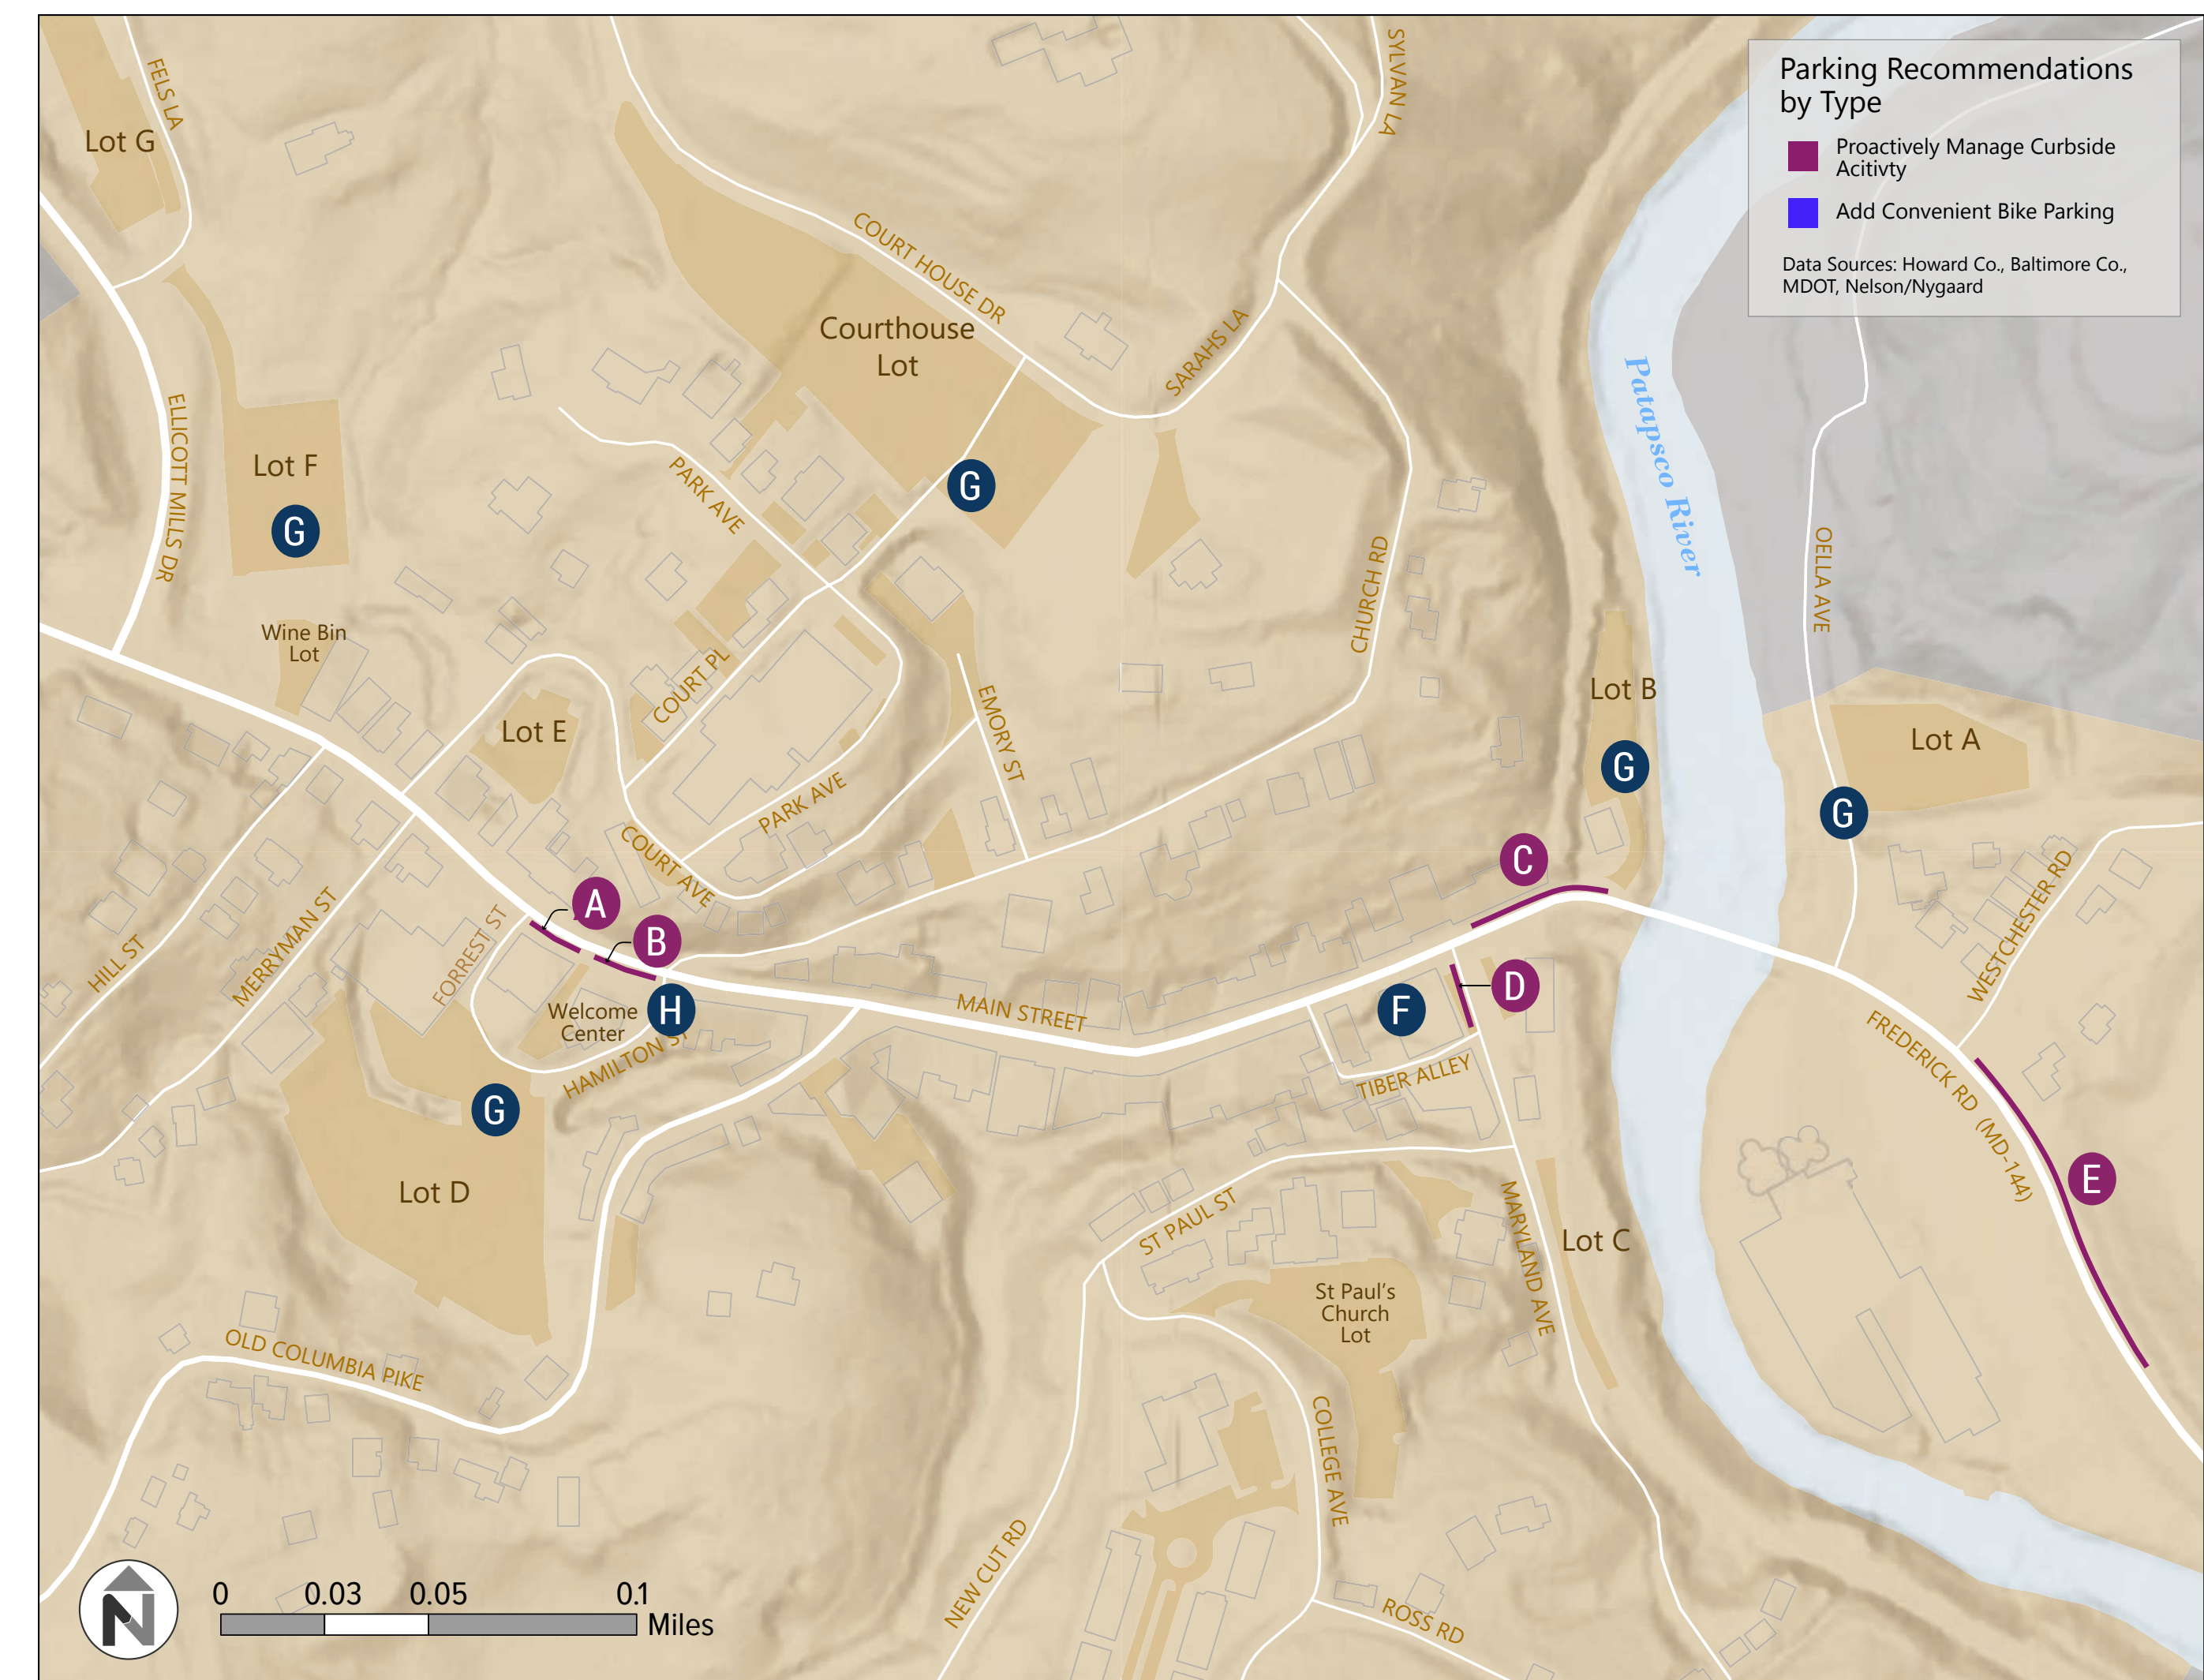 Parking Recommendations
by Type
Proactively Manage Curbside
Acitivty
Add Convenient Bike Parking
Data Sources: Howard Co., Baltimore Co.,
MDOT, Nelson/Nygaard
FELS LA
Lot G
SYLVAN LA
COURT HOUSE DR
Courthouse
Lot
SARAHS LA
Patapsco River
ELLICOTT MILLS DR
Lot F
G
PARK AVE
G
CHURCH RD
OELLA AVE
Wine Bin
Lot
COURT PL
Lot E
EMORY ST
Lot B
G
Lot A
G
PARK AVE
COURT AVE
C
A
B
HILL ST
MERRYMAN ST
FORREST ST
WESTCHESTER RD
Welcome
Center
H
MAIN STREET
F
D
HAMILTON ST
TIBER ALLEY
FREDERICK RD (MD-144)
G
Lot D
E
ST PAUL ST
MARYLAND AVE
Lot C
St Paul's
Church
Lot
OLD COLUMBIA PIKE
COLLEGE AVE
NEW CUT RD
ROSS RD
N
0 0.03 0.05 0.1
Miles